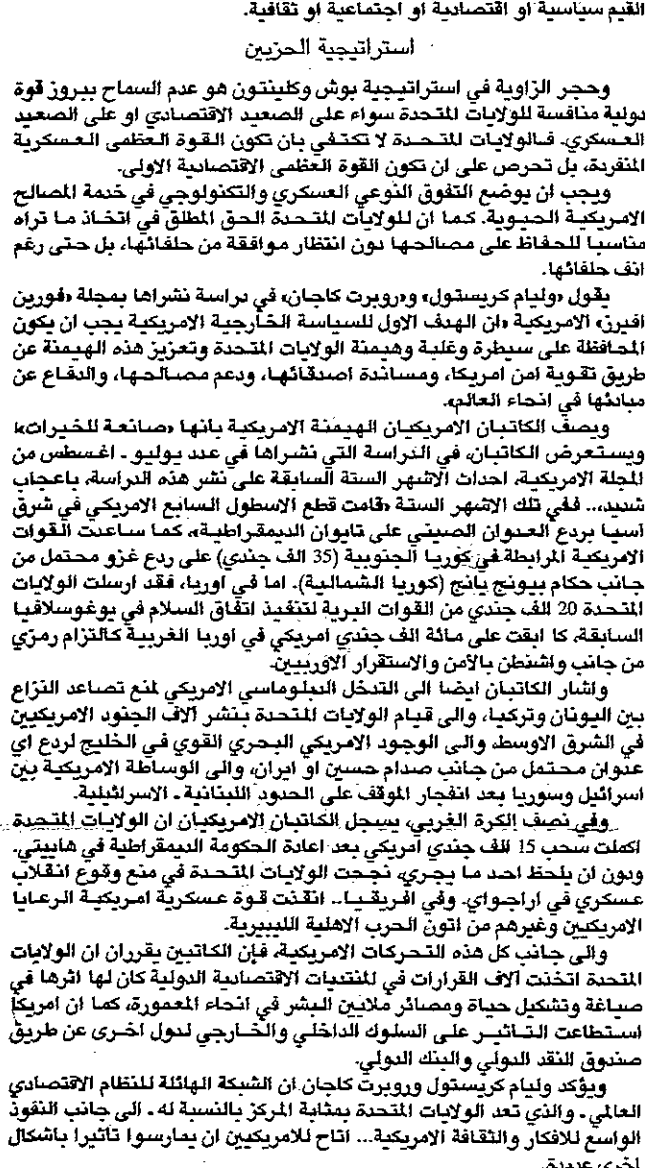 القيم سياسية او اقتصادية او اجتماعية او ثقافية.
استراتيجية الحزبين
وحجر الزاوية في استراتيجية بوش وكلينتون هو عدم السماح ببروز قوة
دولية منافسة للولايات المتحدة سواء على الصعيد الاقتصادي او على الصعيد
العسكري. فالولايات المتحدة لا تكتفي بان تكون القوة العظمى العسكرية
المنفردة، بل تحرص على ان تكون القوة العظمى الاقتصادية الاولى.
ويجب ان يوضع التفوق النوعي العسكري والتكنولوجي في خدمة المصالح
الامريكية الحيوية. كما ان للولايات المتحدة الحق المطلق في اتخاذ ما تراه
مناسبا للحفاظ على مصالحها دون انتظار موافقة من حلفائها، بل حتى رغم
انف حلفائها.
يقول «وليام كريستول» و«روبرت كاجان» في دراسة نشراها بمجلة «فورين
افيرز» الامريكية «ان الهدف الاول للسياسة الخارجية الامريكية يجب ان يكون
المحافظة على سيطرة وغلبة وهيمنة الولايات المتحدة وتعزيز هذه الهيمنة عن
طريق تقوية امن امريكا، ومساندة اصدقائها، ودعم مصالحها، والدفاع عن
مبادئها في انحاء العالم».
ويصف الكاتبان الامريكيان الهيمنة الامريكية بانها «صانعة للخيرات»!
ويستعرض الكاتبان، في الدراسة التي نشراها في عدد يوليو - اغسطس من
المجلة الامريكية، احداث الاشهر الستة السابقة على نشر هذه الدراسة، باعجاب
شديد... ففي تلك الاشهر الستة «قامت قطع الاسطول السابع الامريكي في شرق
اسيا بردع العدوان الصيني على تايوان الديمقراطية»، كما ساعدت القوات
الامريكية المرابطة في كوريا الجنوبية (35 الف جندي) على ردع غزو محتمل من
جانب حكام بيونج يانج (كوريا الشمالية). اما في اوربا، فقد ارسلت الولايات
المتحدة 20 الف جندي من القوات البرية لتنفيذ اتفاق السلام في يوغوسلافيا
السابقة، كا ابقت على مائة الف جندي امريكي في اوربا الغربية كالتزام رمزي
من جانب واشنطن بالامن والاستقرار الاوربيين.
واشار الكاتبان ايضا الى التدخل الدبلوماسي الامريكي لمنع تصاعد النزاع
بين اليونان وتركيا، والى قيام الولايات المتحدة بنشر آلاف الجنود الامريكيين
في الشرق الاوسط، والى الوجود الامريكي البحري القوي في الخليج لردع اي
عدوان محتمل من جانب صدام حسين او ايران، والى الوساطة الامريكية بين
اسرائيل وسوريا بعد انفجار الموقف على الحدود اللبنانية - الاسرائيلية.
وفي نصف الكرة الغربي، يسجل الكاتبان الامريكيان ان الولايات المتحدة
اكملت سحب 15 الف جندي امريكي بعد اعادة الحكومة الديمقراطية في هاييتي.
ودون ان يلحظ احد ما يجري، نجحت الولايات المتحدة في منع وقوع انقلاب
عسكري في اراجواي. وفي افريقيا.. انقذت قوة عسكرية امريكية الرعايا
الامريكيين وغيرهم من اتون الحرب الاهلية الليبيرية.
والى جانب كل هذه التحركات الامريكية، فإن الكاتبين يقرران ان الولايات
المتحدة اتخذت آلاف القرارات في المنتديات الاقتصادية الدولية كان لها اثرها في
صياغة وتشكيل حياة ومصائر ملايين البشر في انحاء المعمورة، كما ان امريكا
استطاعت التأثير على السلوك الداخلي والخارجي لدول اخرى عن طريق
صندوق النقد الدولي والبنك الدولي.
ويؤكد وليام كريستول وروبرت كاجان ان الشبكة الهائلة للنظام الاقتصادي
العالمي - والذي تعد الولايات المتحدة بمثابة المركز بالنسبة له - الى جانب النفوذ
الواسع للافكار والثقافة الامريكية... اتاح للامريكيين ان يمارسوا تأثيرا باشكال
اخرى عديدة.